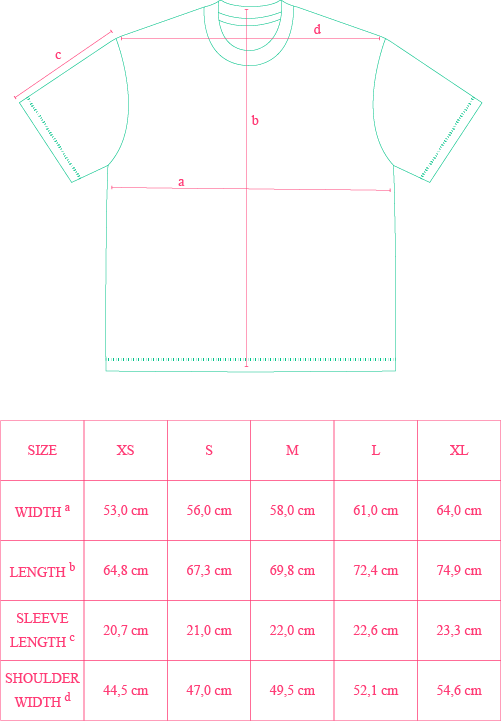 d
c
b
a
SIZE XS S M L XL
WIDTH a 53,0 cm 56,0 cm 58,0 cm 61,0 cm 64,0 cm
LENGTH b 64,8 cm 67,3 cm 69,8 cm 72,4 cm 74,9 cm
SLEEVE
LENGTH c 20,7 cm 21,0 cm 22,0 cm 22,6 cm 23,3 cm
SHOULDER
WIDTH d 44,5 cm 47,0 cm 49,5 cm 52,1 cm 54,6 cm